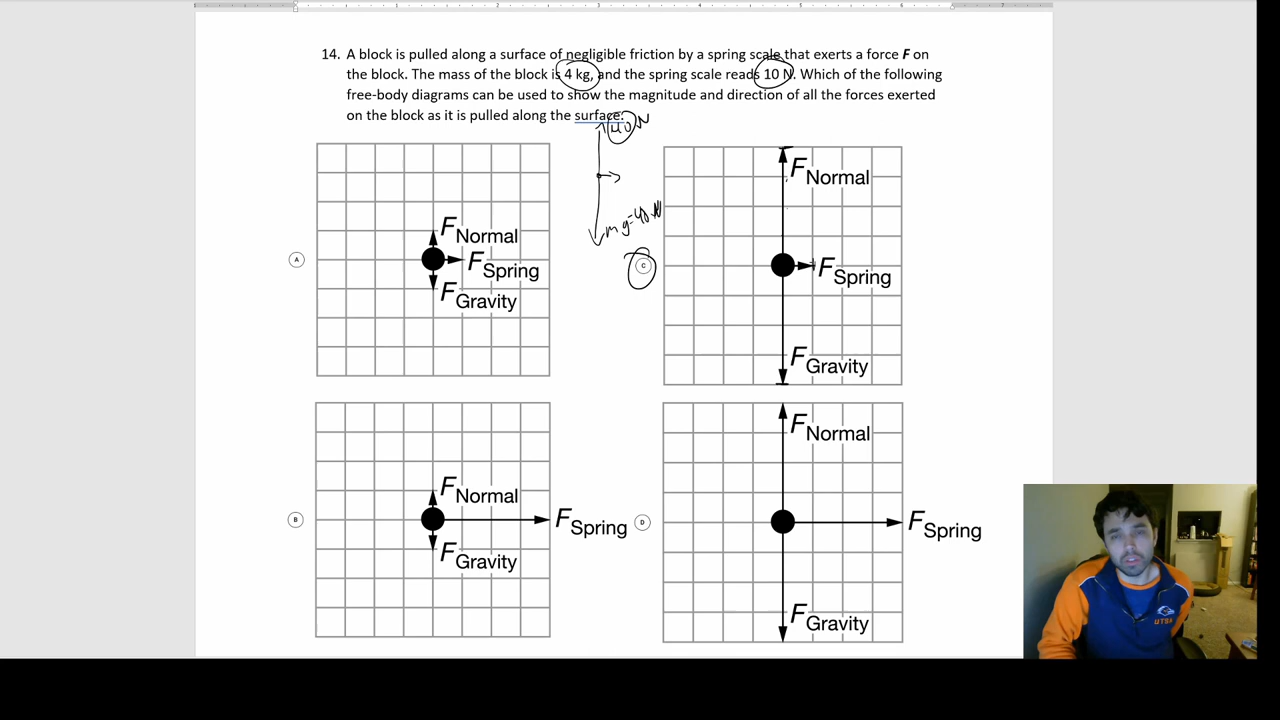 14. A block is pulled along a surface of negligible friction by a spring scale that exerts a force F on
the block. The mass of the block is 4 kg, and the spring scale reads 10 N. Which of the following
free-body diagrams can be used to show the magnitude and direction of all the forces exerted
on the block as it is pulled along the surface.
40 N
mg=40 N
A
F Normal
F Spring
F Gravity
C
F Normal
F Spring
F Gravity
B
F Normal
F Spring
F Gravity
D
F Normal
F Spring
F Gravity
UTSA